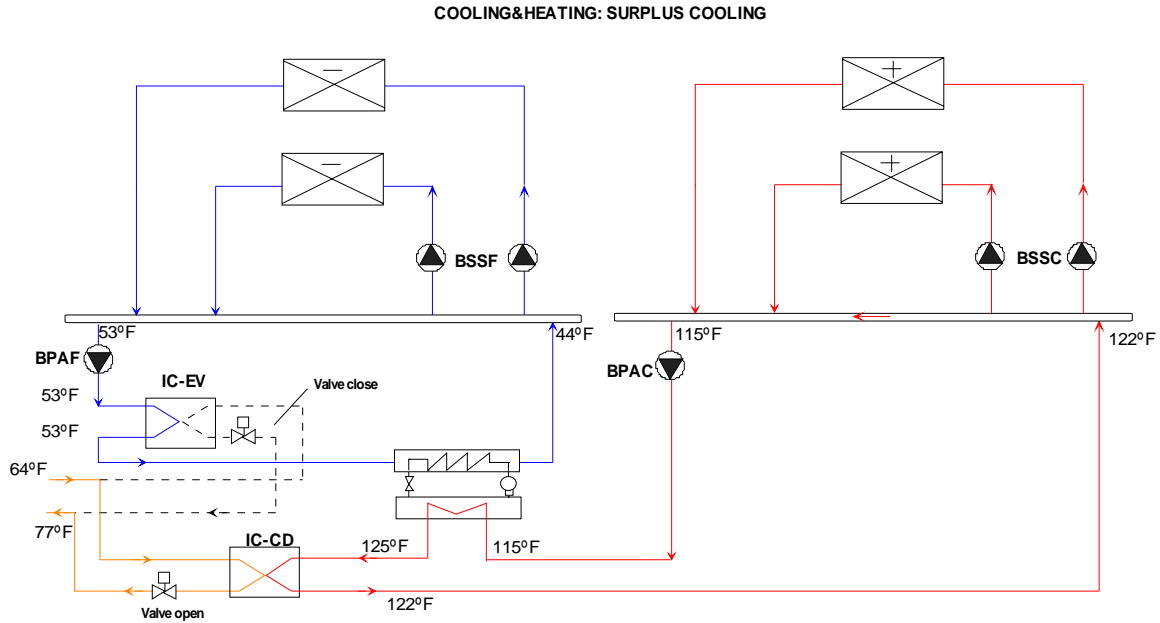 COOLING&HEATING: SURPLUS COOLING
BSSF
BSSC
53ºF
44ºF
115ºF
122ºF
BPAF
BPAC
IC-EV
Valve close
53ºF
53ºF
64ºF
77ºF
IC-CD
125ºF
115ºF
122ºF
Valve open